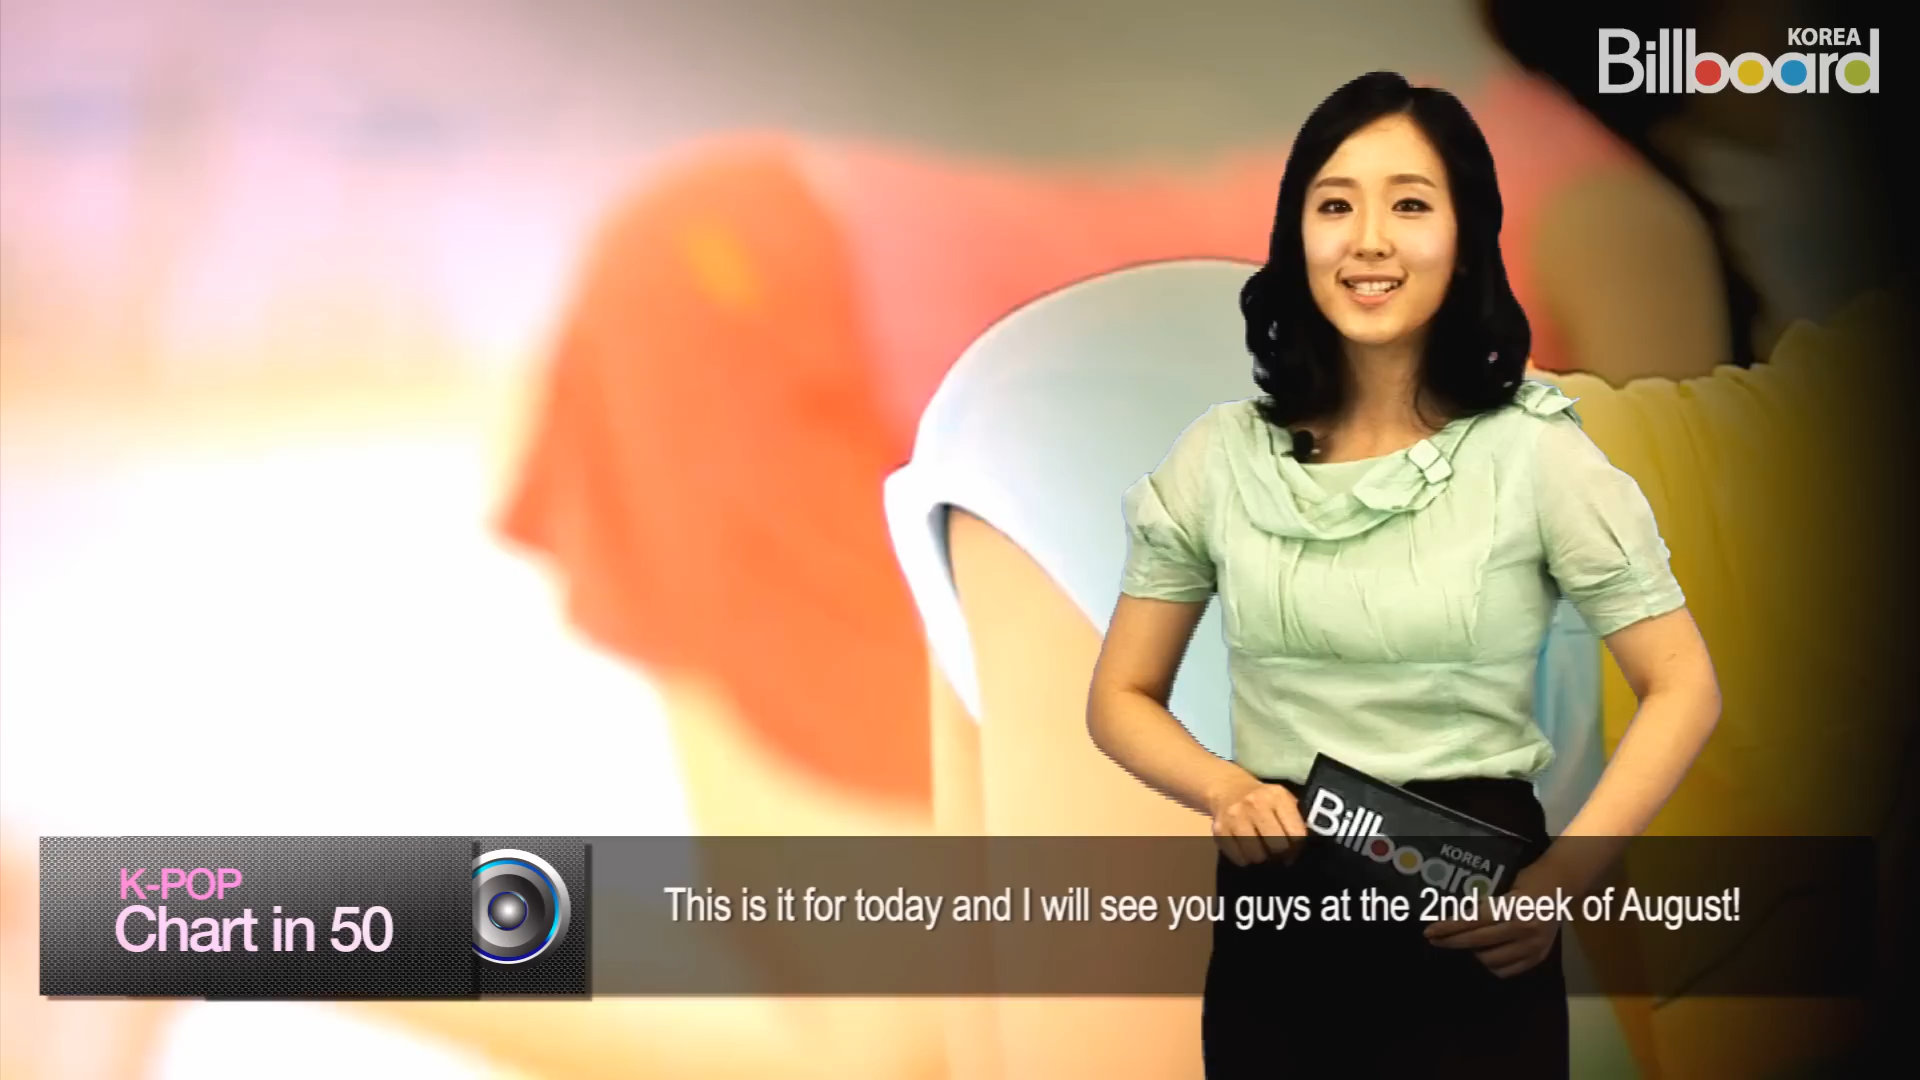 KOREA
Billboard
Billboard
KOREA
K-POP
Chart in 50
This is it for today and I will see you guys at the 2nd week of August!